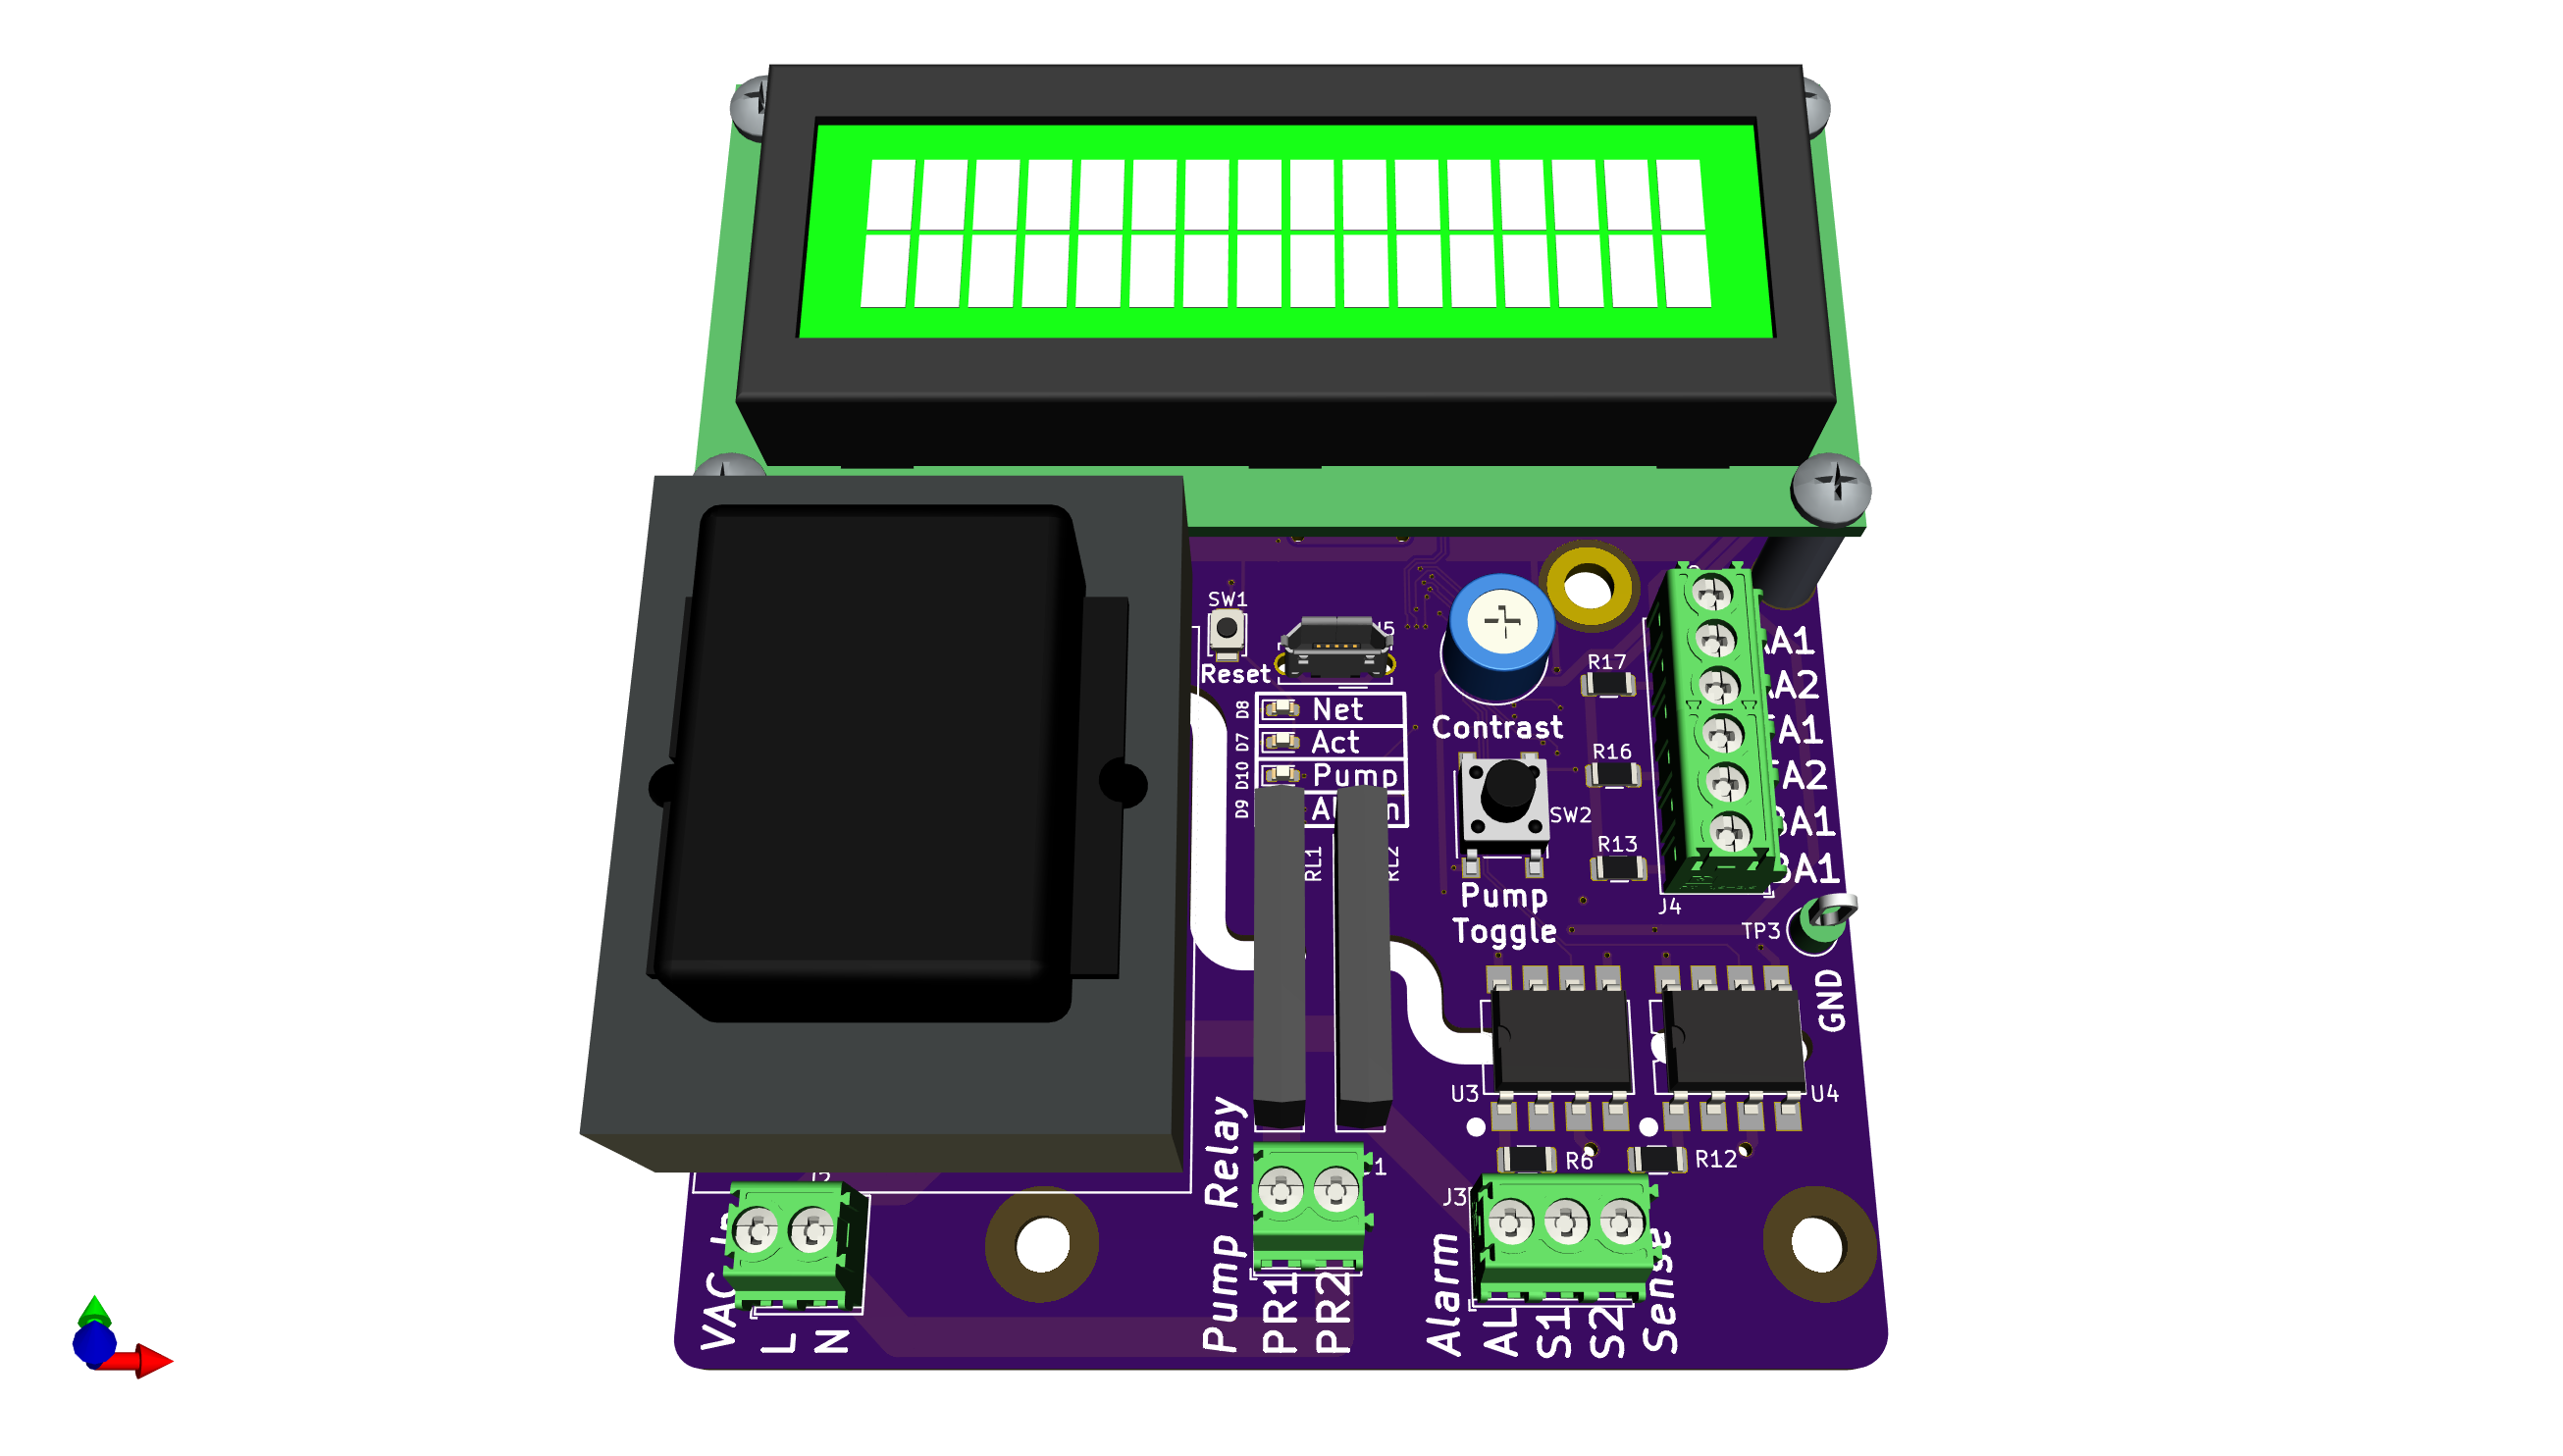 SW1
Reset
D8 Net
D7 Act
D10 Pump
D9
RL1
RL2
Contrast
SW2
Pump
Toggle
R17
R16
R13
A1
A2
A1
A2
BA1
J4
TP3
GND
U3
U4
R6
R12
J3
VAC
L
N
Pump Relay
PR1
PR2
Alarm
AL
S1
S2
Sense